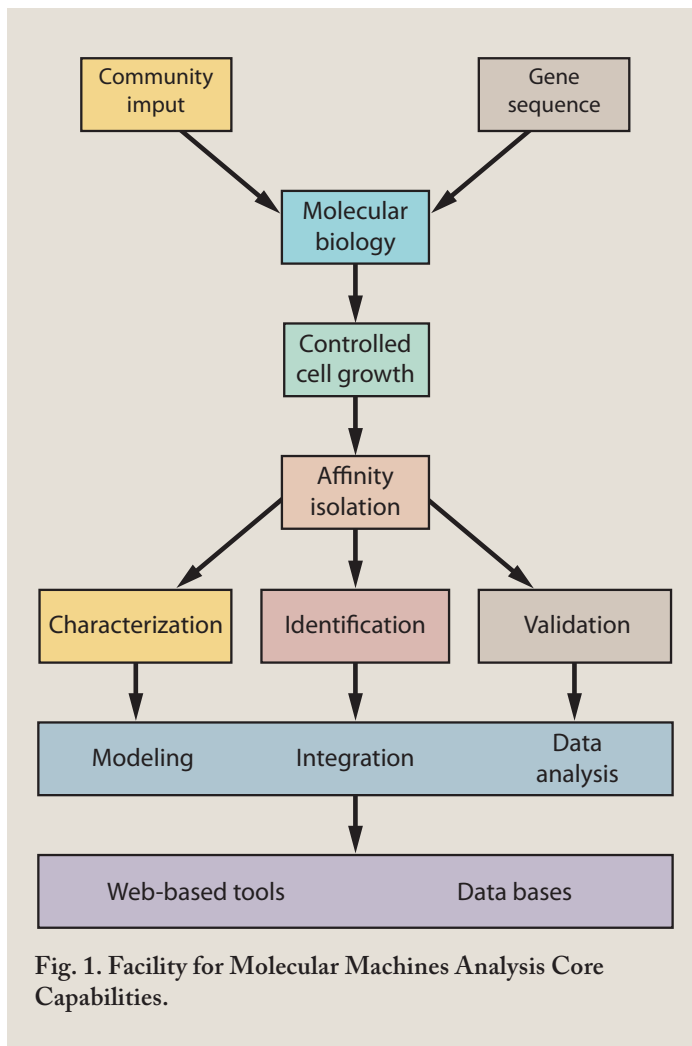 Community
imput
Gene
sequence
Molecular
biology
Controlled
cell growth
Affinity
isolation
Characterization
Identification
Validation
Modeling
Integration
Data
analysis
Web-based tools
Data bases
Fig. 1. Facility for Molecular Machines Analysis Core
Capabilities.